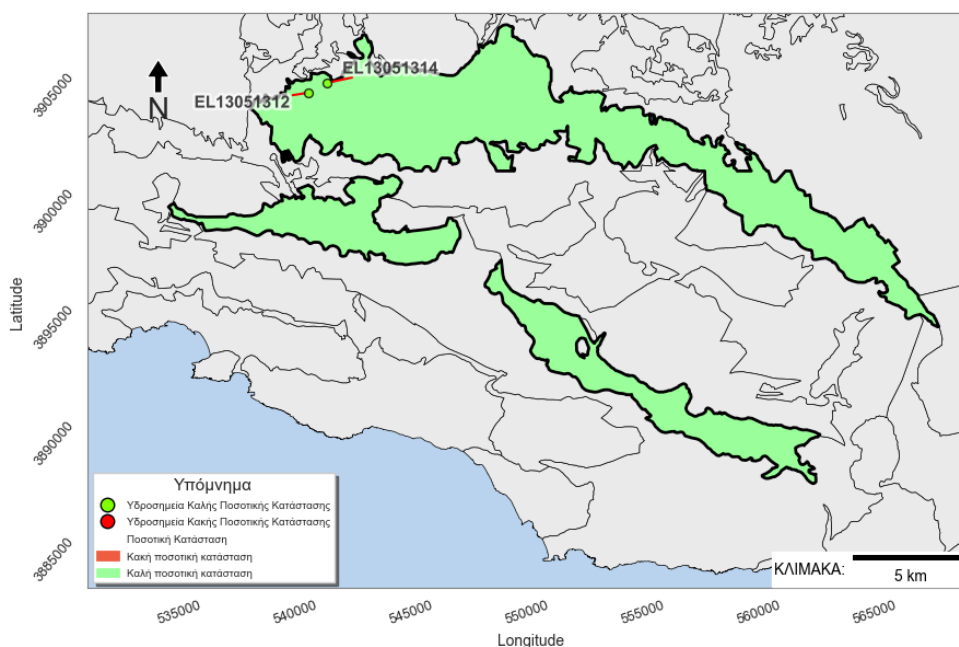 EL13051314
EL13051312
N
3905000
3900000
3895000
3890000
3885000
Latitude
Υπόμνημα
Υδροσημεία Καλής Ποσοτικής Κατάστασης
Υδροσημεία Κακής Ποσοτικής Κατάστασης
Ποσοτική Κατάσταση
Κακή ποσοτική κατάσταση
Καλή ποσοτική κατάσταση
ΚΛΙΜΑΚΑ:
5 km
535000
540000
545000
550000
555000
560000
565000
Longitude